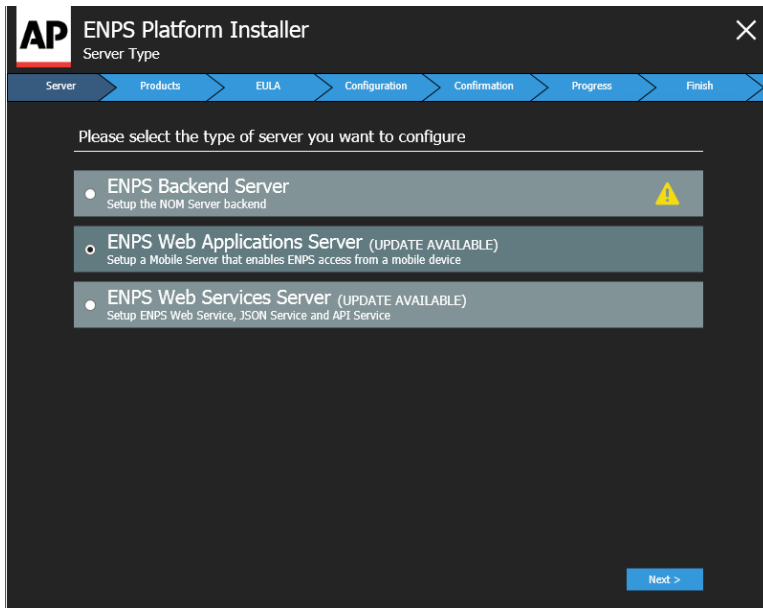 AP
ENPS Platform Installer
Server Type
Server Products EULA Configuration Confirmation Progress Finish
Please select the type of server you want to configure
ENPS Backend Server
Setup the NOM Server backend
ENPS Web Applications Server (UPDATE AVAILABLE)
Setup a Mobile Server that enables ENPS access from a mobile device
ENPS Web Services Server (UPDATE AVAILABLE)
Setup ENPS Web Service, JSON Service and API Service
Next >